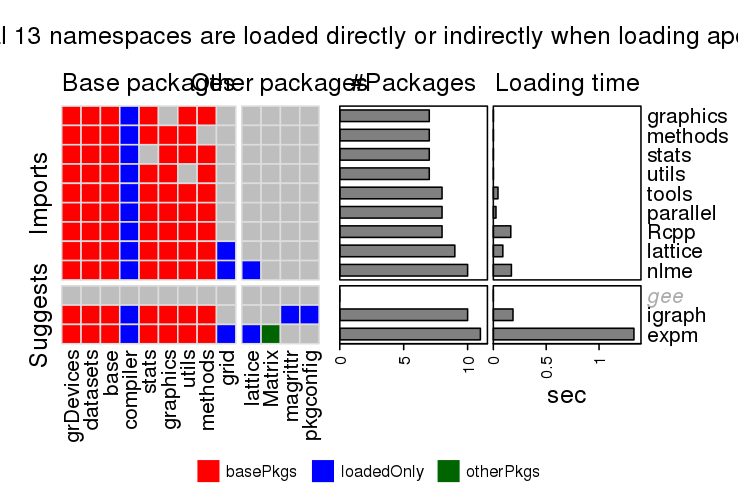 13 namespaces are loaded directly or indirectly when loading
Base packages Other packages #Packages Loading time
Imports
Suggests
graphics
methods
stats
utils
tools
parallel
Rcpp
lattice
nlme
gee
igraph
expm
0 5 10
0 0.5 1
sec
grDevices
datasets
base
compiler
stats
graphics
utils
methods
grid
lattice
Matrix
magrittr
pkgconfig
basePkgs loadedOnly otherPkgs